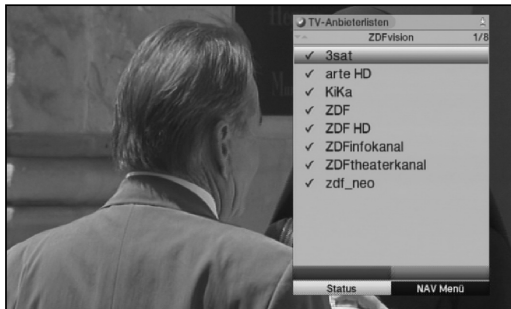 TV-Anbieterlisten
ZDFvision 1/8
✓ 3sat
✓ arte HD
✓ KiKa
✓ ZDF
✓ ZDF HD
✓ ZDFinfokanal
✓ ZDFtheaterkanal
✓ zdf_neo
Status NAV Menü